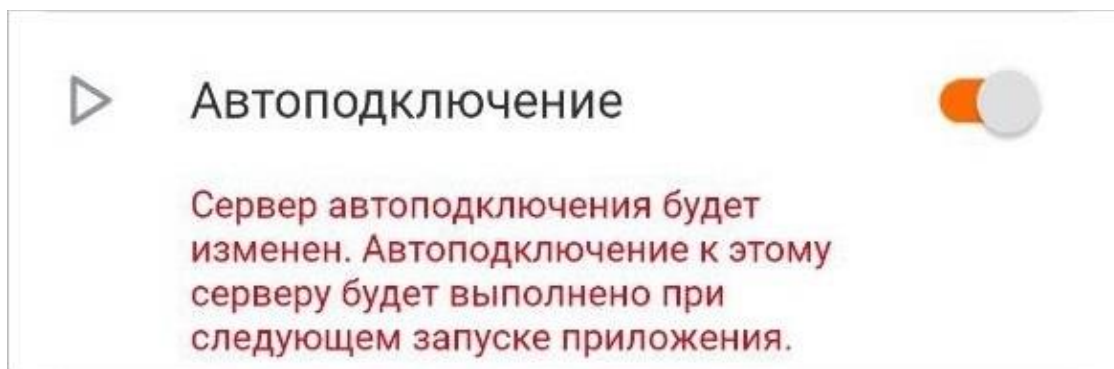 Автоподключение
Сервер автоподключения будет
изменен. Автоподключение к этому
серверу будет выполнено при
следующем запуске приложения.